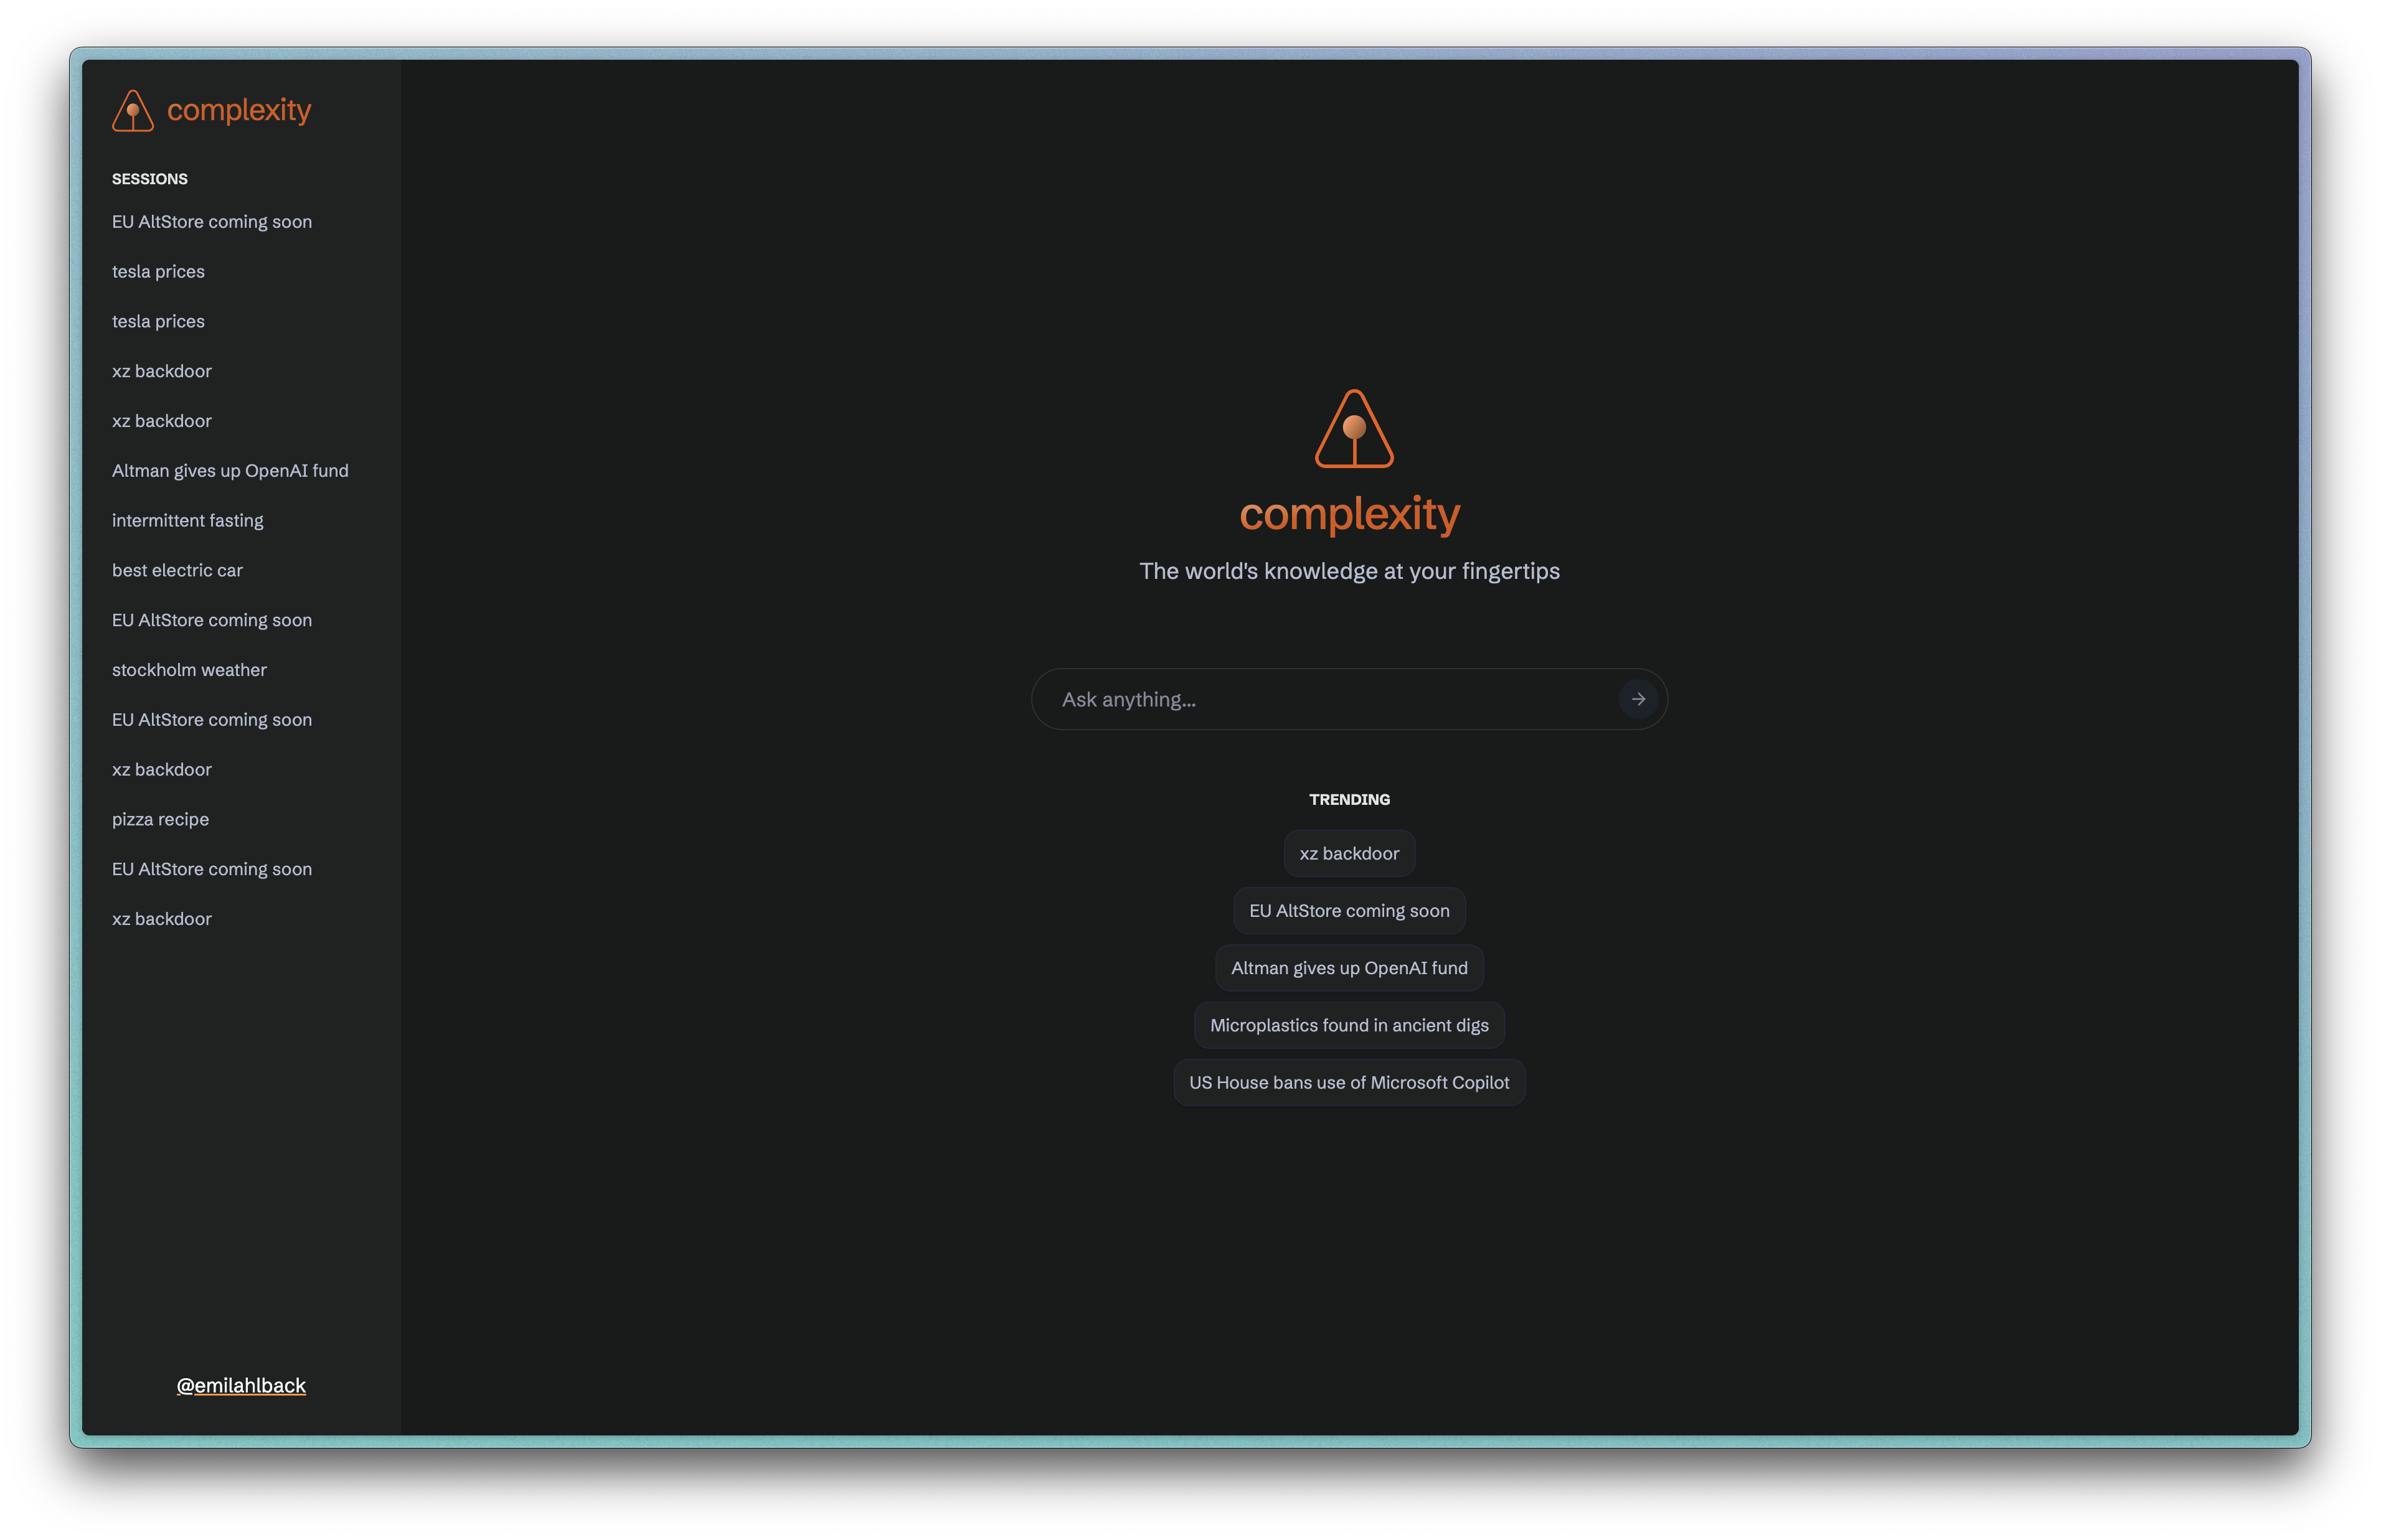 complexity
SESSIONS
EU AltStore coming soon
tesla prices
tesla prices
xz backdoor
xz backdoor
Altman gives up OpenAI fund
intermittent fasting
best electric car
EU AltStore coming soon
stockholm weather
EU AltStore coming soon
xz backdoor
pizza recipe
EU AltStore coming soon
xz backdoor
@emilahlback
complexity
The world's knowledge at your fingertips
Ask anything...
TRENDING
xz backdoor
EU AltStore coming soon
Altman gives up OpenAI fund
Microplastics found in ancient digs
US House bans use of Microsoft Copilot